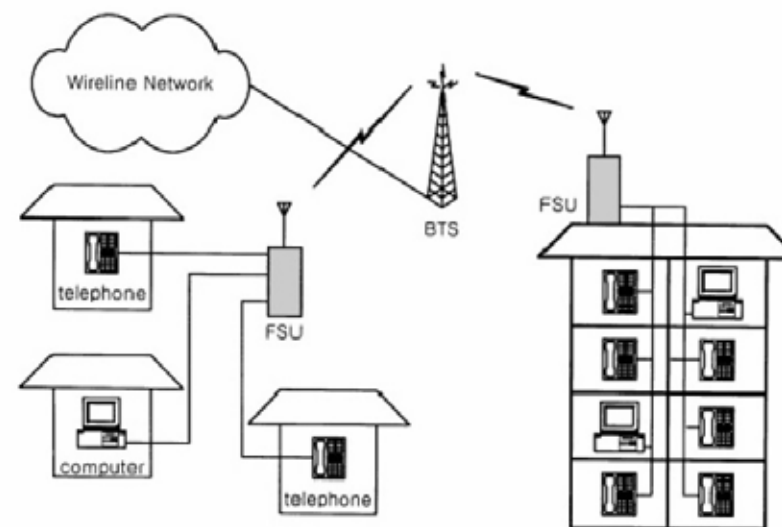 Wireline Network
FSU
BTS
telephone
FSU
computer
telephone